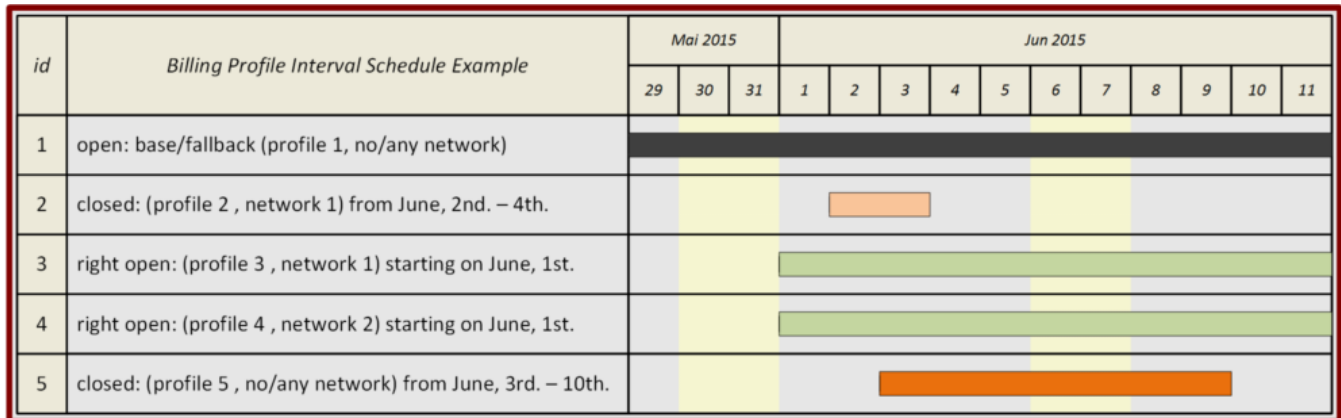 id Billing Profile Interval Schedule Example Mai 2015 Jun 2015
29 30 31 1 2 3 4 5 6 7 8 9 10 11
1 open: base/fallback (profile 1, no/any network)
2 closed: (profile 2 , network 1) from June, 2nd. – 4th.
3 right open: (profile 3 , network 1) starting on June, 1st.
4 right open: (profile 4 , network 2) starting on June, 1st.
5 closed: (profile 5 , no/any network) from June, 3rd. – 10th.